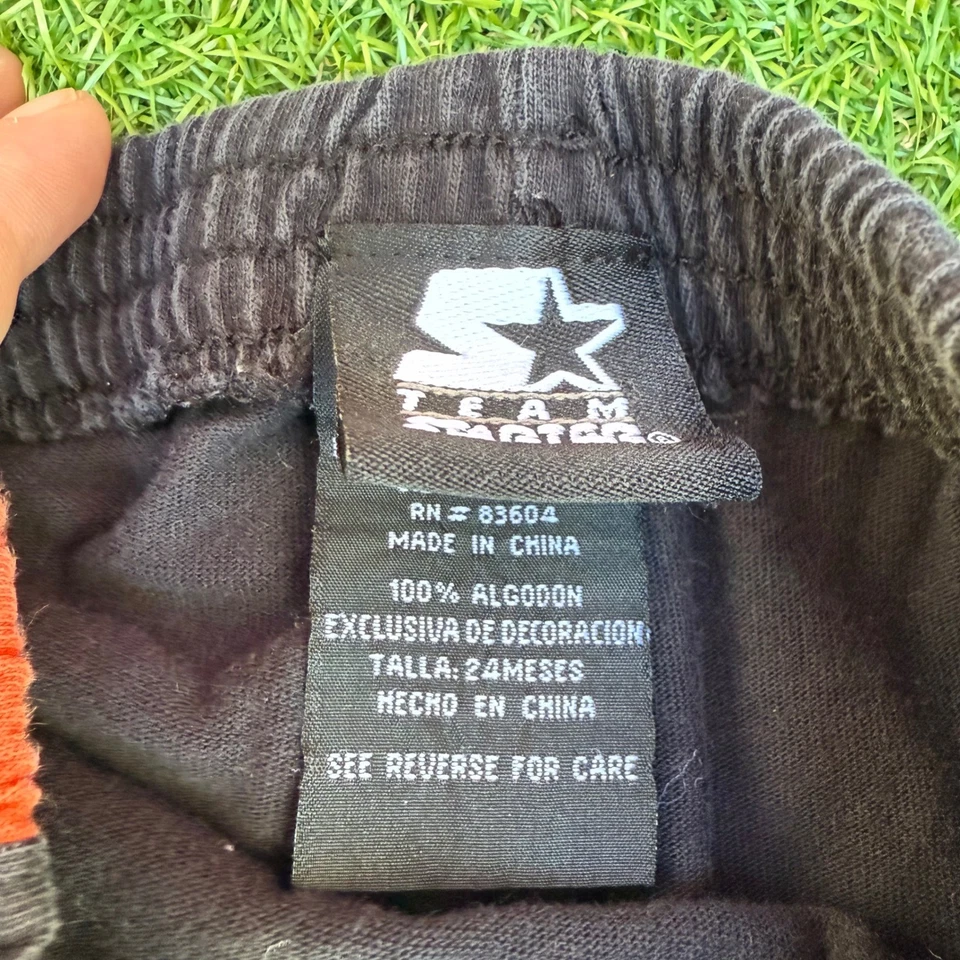 TEAM
STARTER®
RN # 83604
MADE IN CHINA
100% ALGODON
EXCLUSIVA DE DECORACION
TALLA: 24MESES
HECHO EN CHINA
SEE REVERSE FOR CARE